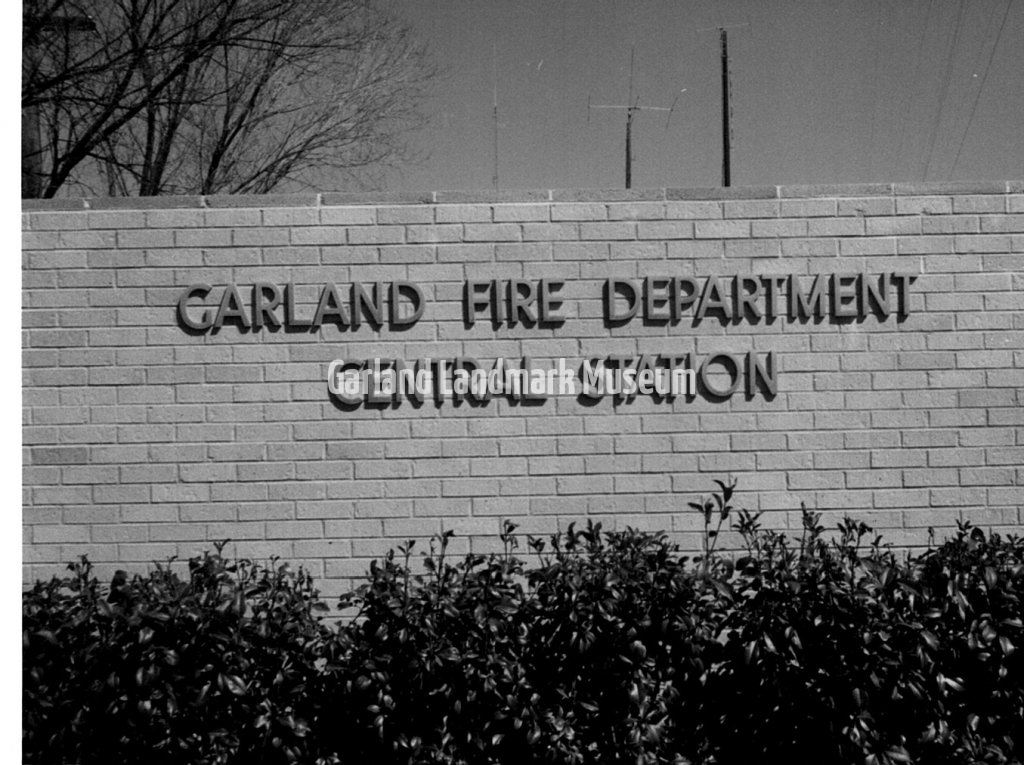 GARLAND FIRE DEPARTMENT
CENTRAL STATION
Garland Landmark Museum